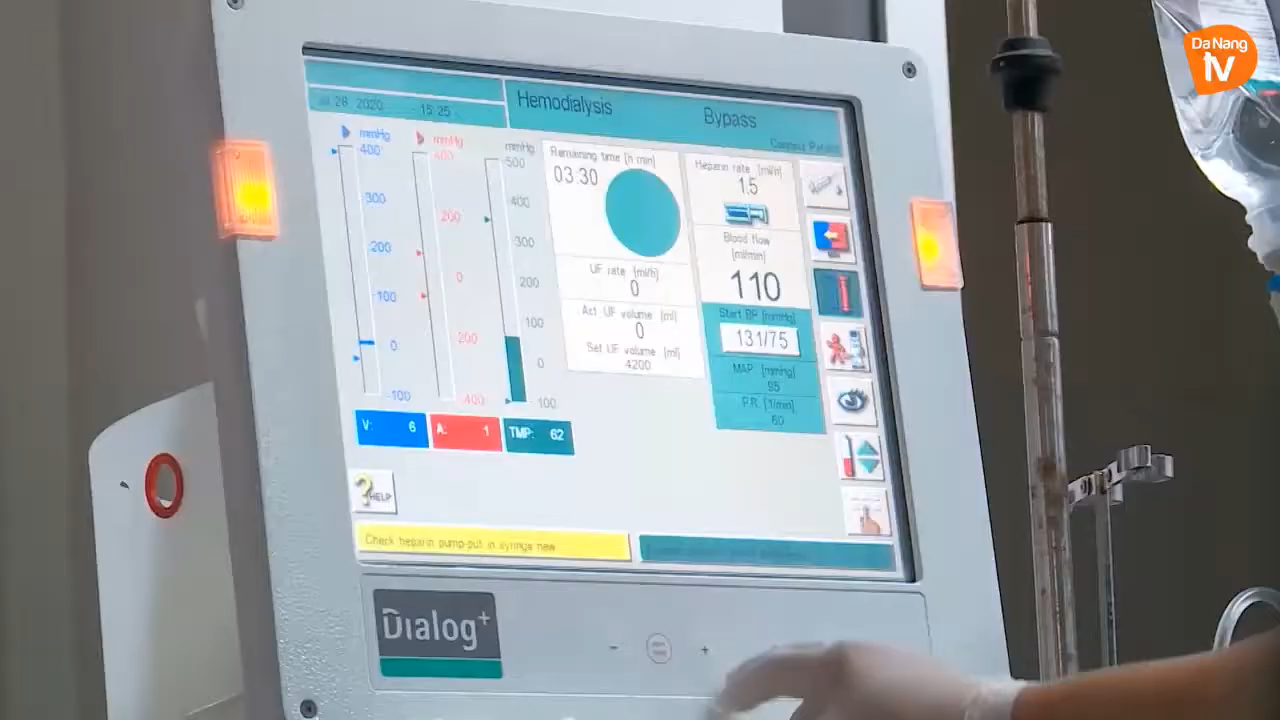 Da Nang
TV
Jul 28, 2020 - 15:25
Hemodialysis
Bypass
mmHg
mmHg
mmHg
400
300
200
100
0
-100
400
200
0
200
-400
500
400
300
200
100
0
100
V: 6
A: 1
TMP: 62
Remaining time [h:min]
03:30
UF rate [ml/h]
0
Act. UF volume [ml]
0
Set UF volume [ml]
4200
Heparin rate [ml/h]
1.5
Blood flow
[ml/min]
110
Start BP [mmHg]
131/75
MAP [mmHg]
95
P.R. [1/min]
60
? HELP
Check heparin pump-put in syringe new
Dialog+
-
+